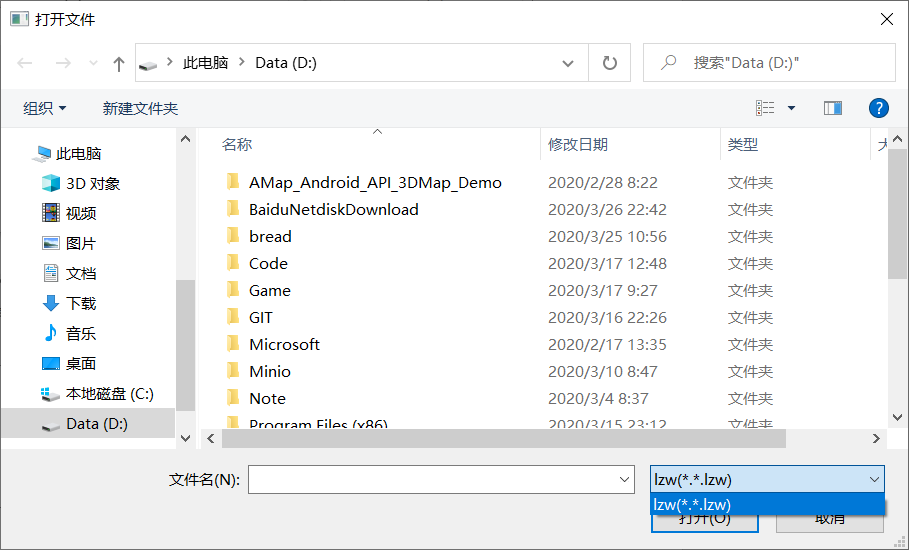 打开文件
此电脑 Data (D:)
搜索"Data (D:)"
组织 新建文件夹
名称 修改日期 类型 大
此电脑
3D 对象
视频
图片
文档
下载
音乐
桌面
本地磁盘 (C:)
Data (D:)
AMap_Android_API_3DMap_Demo 2020/2/28 8:22 文件夹
BaiduNetdiskDownload 2020/3/26 22:42 文件夹
bread 2020/3/25 10:56 文件夹
Code 2020/3/17 12:48 文件夹
Game 2020/3/17 9:27 文件夹
GIT 2020/3/16 22:26 文件夹
Microsoft 2020/2/17 13:35 文件夹
Minio 2020/3/10 8:47 文件夹
Note 2020/3/4 8:37 文件夹
Program Files (x86) 2020/3/15 23:12 文件夹
文件名(N): lzw(*.*.lzw)
lzw(*.*.lzw)
打开(O) 取消